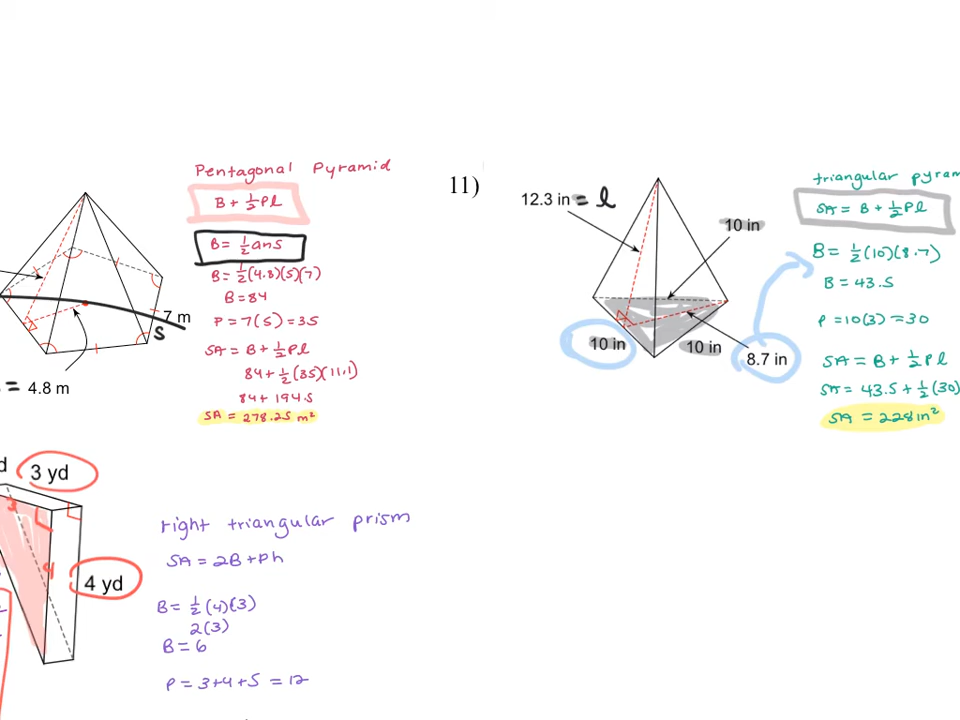 Pentagonal Pyramid
B + ½Pl
B = ½ans
B = ½(4.8)(5)(7)
B = 84
P = 7(5) = 35
SA = B + ½Pl
84 + ½(35)(11.1)
84 + 194.5
SA = 278.25 m²
7 m
S
= 4.8 m
11)
12.3 in = l
10 in
10 in
10 in
8.7 in
triangular pyram
SA = B + ½Pl
B = ½(10)(8.7)
B = 43.5
P = 10(3) = 30
SA = B + ½Pl
SA = 43.5 + ½(30)
SA = 228 in²
d
3 yd
3
4
4 yd
right triangular prism
SA = 2B + Ph
B = ½(4)(3)
2(3)
B = 6
P = 3+4+5 = 12